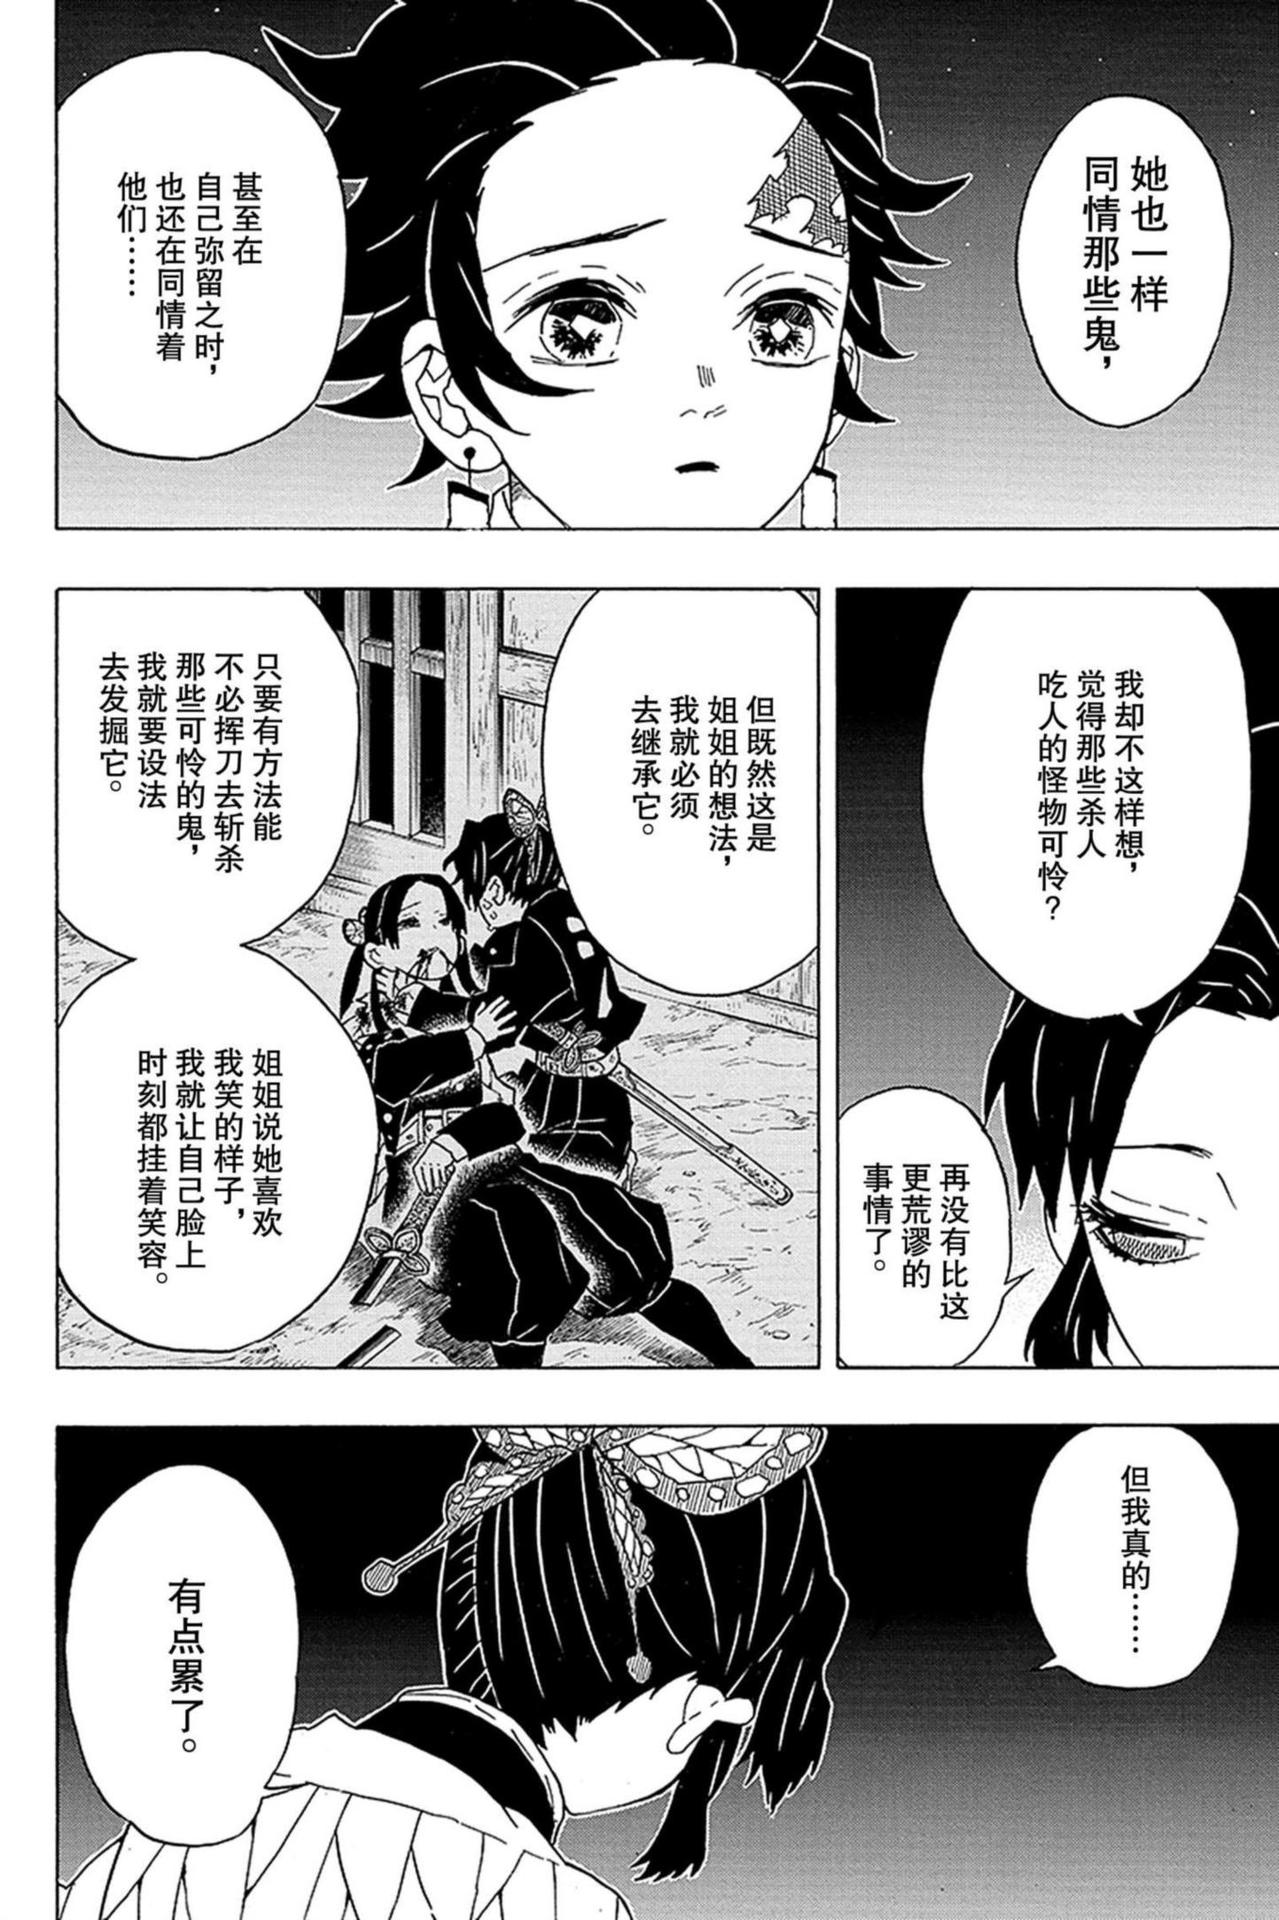 她也一样
同情那些鬼，
甚至在
自己弥留之时，
也还在同情着
他们……
我却不这样想，
觉得那些杀人
吃人的怪物可怜？
再没有比这
更荒谬的
事情了。
但既然这是
姐姐的想法，
我就必须
去继承它。
只要有方法能
不必挥刀去斩杀
那些可怜的鬼，
我就要设法
去发掘它。
姐姐说她喜欢
我笑的样子，
我就让自己脸上
时刻都挂着笑容。
但我真的……
有点累了。